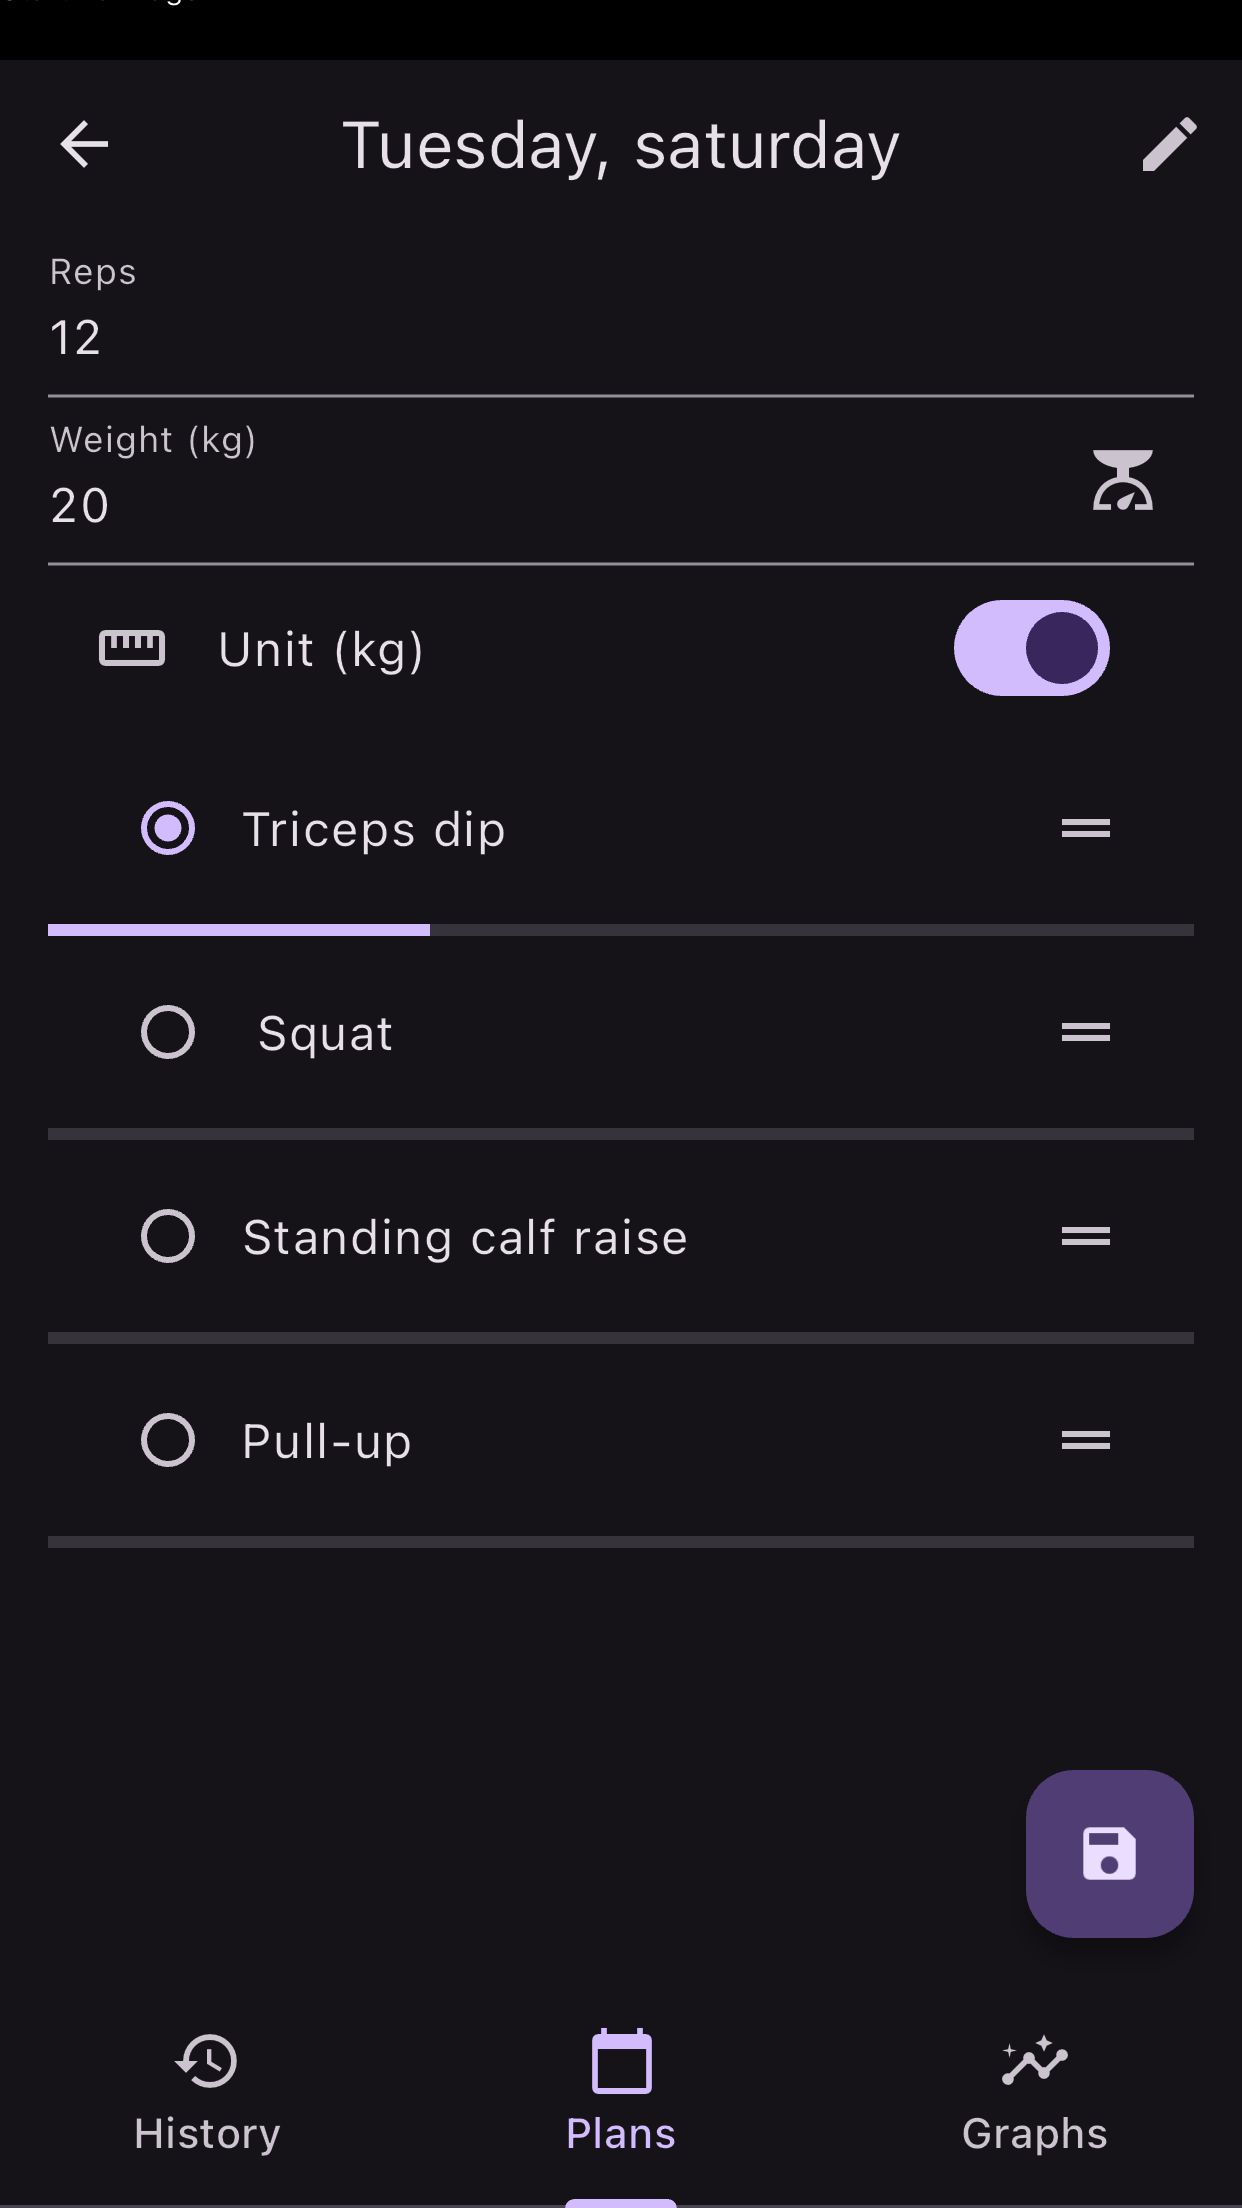 Tuesday, saturday
Reps
12
Weight (kg)
20
Unit (kg)
Triceps dip
Squat
Standing calf raise
Pull-up
History
Plans
Graphs